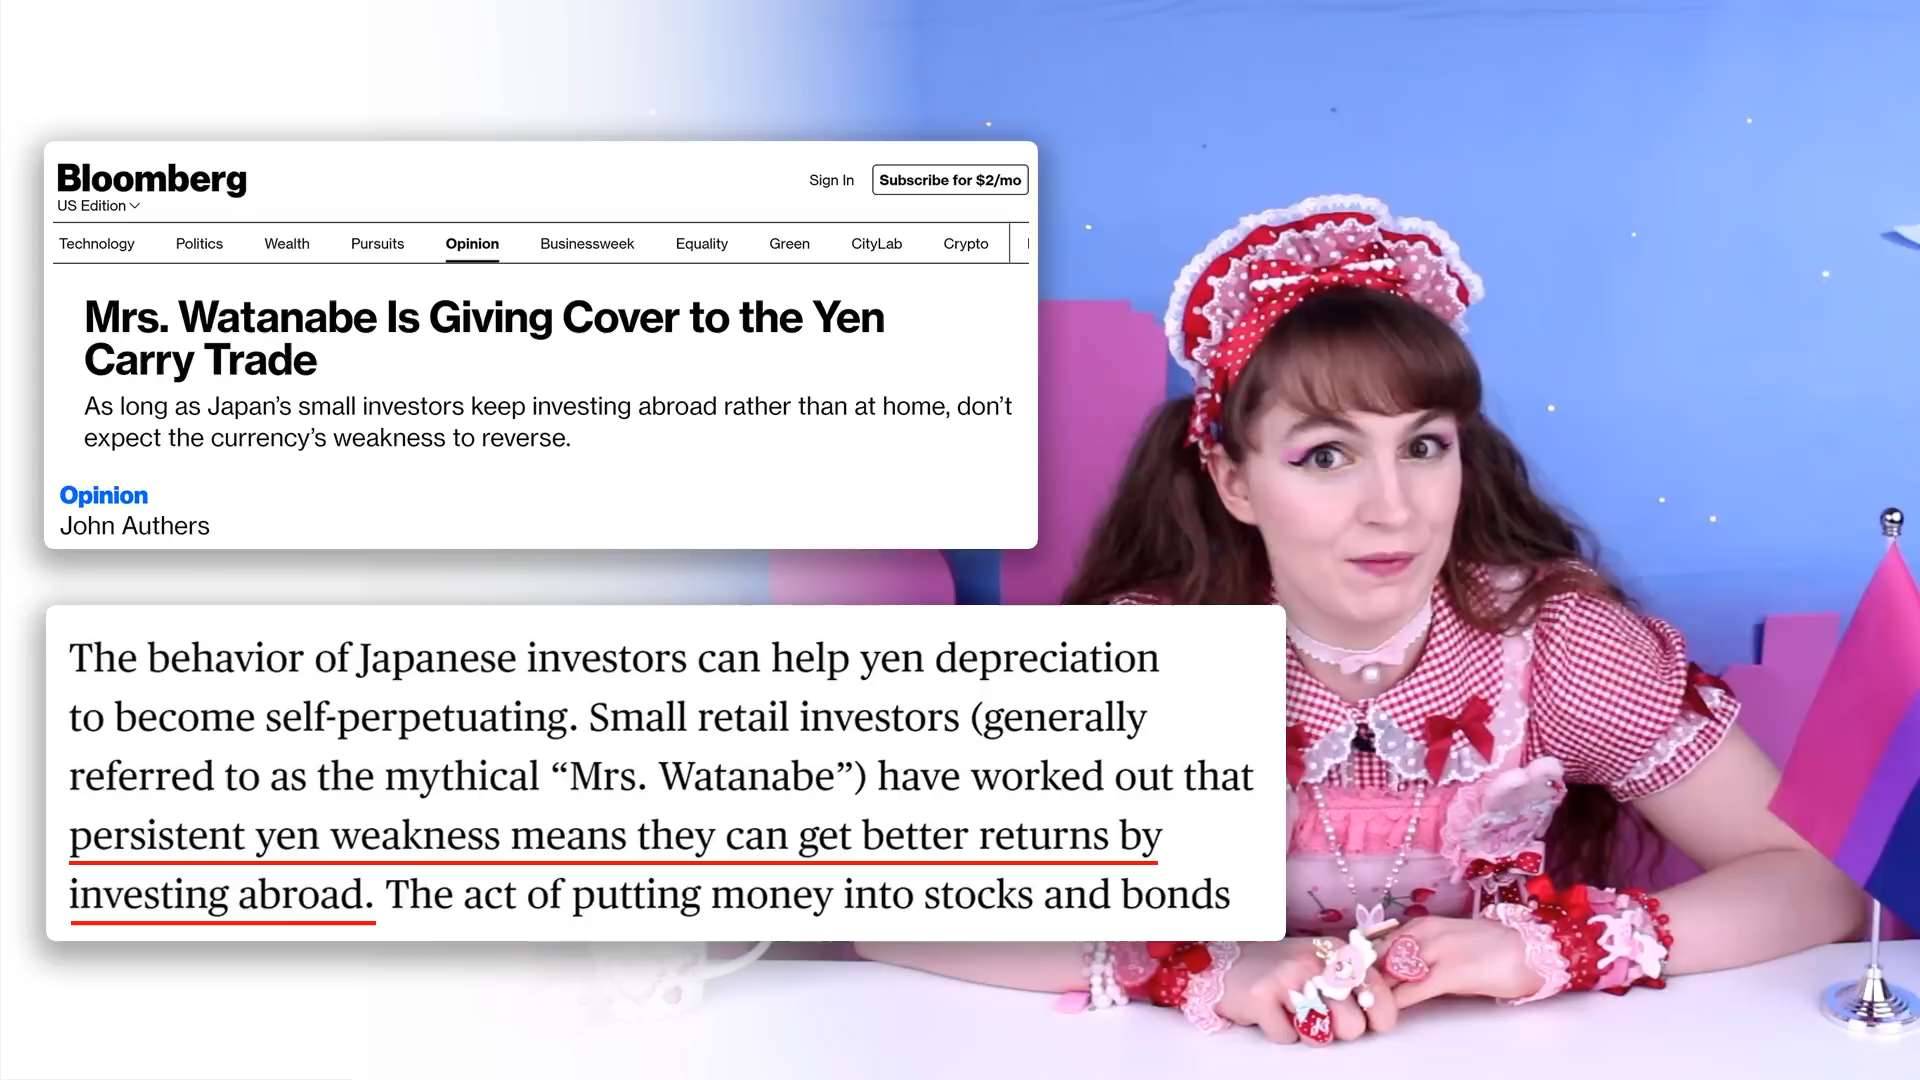 Bloomberg
US Edition
Sign In
Subscribe for $2/mo
Technology Politics Wealth Pursuits Opinion Businessweek Equality Green CityLab Crypto
Mrs. Watanabe Is Giving Cover to the Yen
Carry Trade
As long as Japan’s small investors keep investing abroad rather than at home, don’t
expect the currency’s weakness to reverse.
Opinion
John Authers
The behavior of Japanese investors can help yen depreciation
to become self-perpetuating. Small retail investors (generally
referred to as the mythical “Mrs. Watanabe”) have worked out that
persistent yen weakness means they can get better returns by
investing abroad. The act of putting money into stocks and bonds